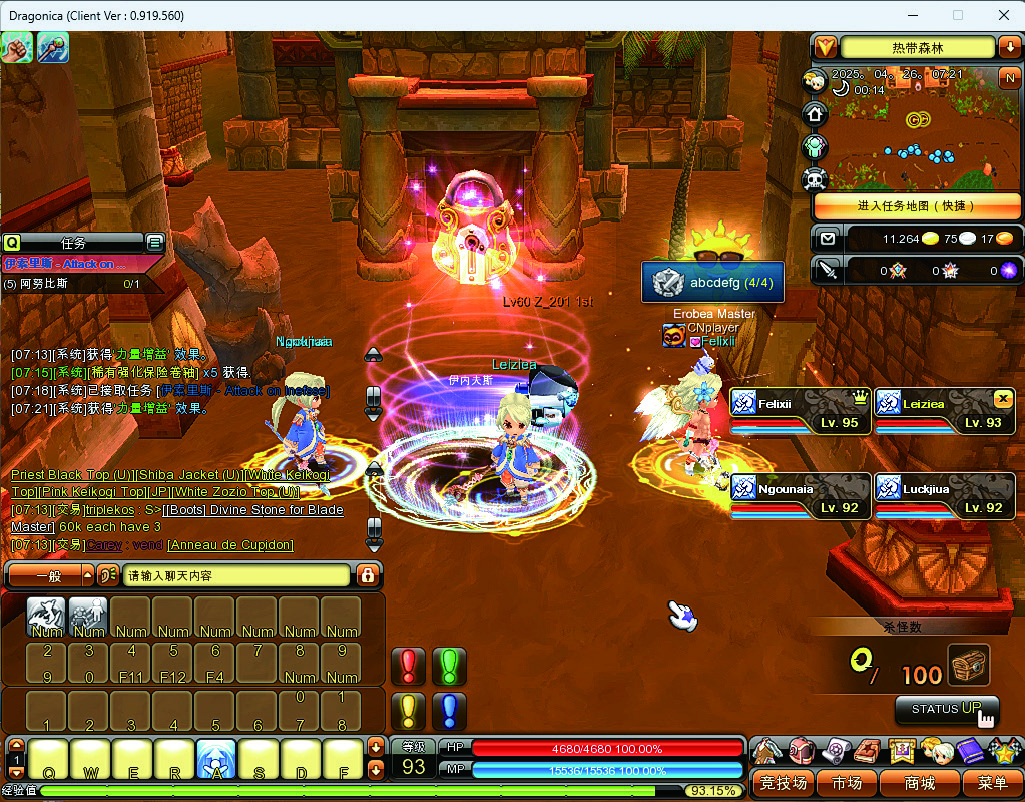 Dragonica (Client Ver : 0.919.560)
热带森林
2025。 04。 26。 07:21
00:14
N
进入任务地图 ( 快捷 )
11.264 75 17
0 0 0
Q 任务
伊索里斯 - Attack on ...
(5) 阿努比斯 0/1
abcdefg (4/4)
Erobea Master
CNplayer
Felixii
Lv60 Z_201 1st
Leiziea
伊内夫斯
[07:13][系统]获得'力量增益' 效果。
[07:15][系统][稀有强化保险卷轴] x5 获得.
[07:18][系统]已接取任务 [伊索里斯 - Attack on Inefsee]
[07:21][系统]获得'力量增益' 效果。
Felixii
Lv. 95
Leiziea
Lv. 93
Ngounaia
Lv. 92
Luckjiua
Lv. 92
Priest Black Top (U)][Shiba Jacket (U)][White Keikogi
Top][Pink Keikogi Top][JP][White Zozio Top (U)]
[07:13][交易]triplekos : S>[[Boots] Divine Stone for Blade
Master] 60k each have 3
[07:13][交易]Carey : vend [Anneau de Cupidon]
一般 请输入聊天内容
Num Num Num Num Num Num Num Num
2 3 4 5 6 7 8 9
9 0 F11 F12 F4 Num Num
0 1
1 2 3 4 5 6 7 8
杀怪数
0/ 100
STATUS UP
1 Q W E R A S D F
等级
93
HP 4680/4680 100.00%
MP 15536/15536 100.00%
竞技场 市场 商城 菜单
经验值 93.15%